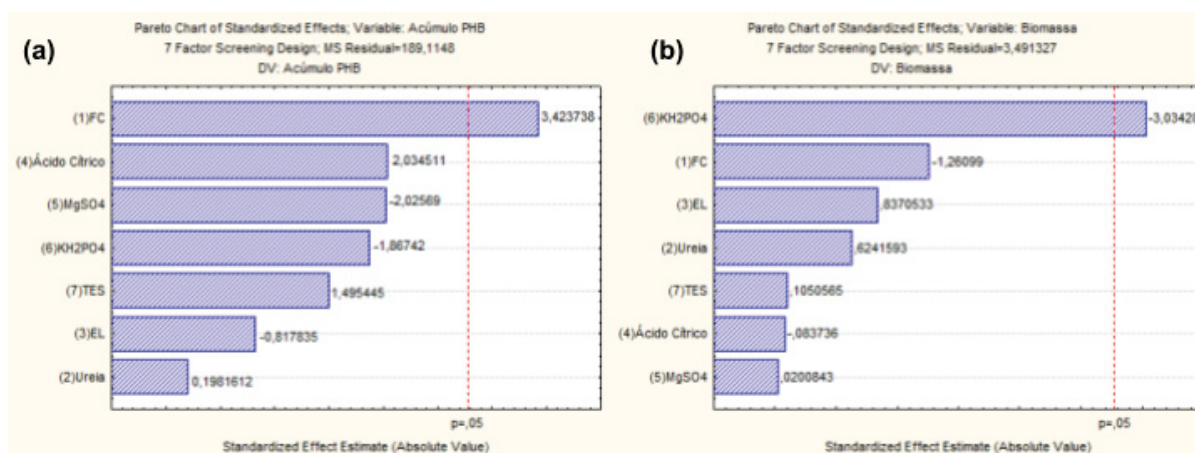 (a)
Pareto Chart of Standardized Effects; Variable: Acúmulo PHB
7 Factor Screening Design; MS Residual=189,1148
DV: Acúmulo PHB
(1)FC
3,423738
(4)Ácido Cítrico
2,034511
(5)MgSO4
-2,02569
(6)KH2PO4
-1,86742
(7)TES
1,495445
(3)EL
-0,817835
(2)Ureia
0,1981612
p=,05
Standardized Effect Estimate (Absolute Value)
(b)
Pareto Chart of Standardized Effects; Variable: Biomassa
7 Factor Screening Design; MS Residual=3,491327
DV: Biomassa
(6)KH2PO4
-3,03428
(1)FC
-1,26099
(3)EL
,8370533
(2)Ureia
,6241593
(7)TES
,1050565
(4)Ácido Cítrico
-,083736
(5)MgSO4
,0200843
p=,05
Standardized Effect Estimate (Absolute Value)